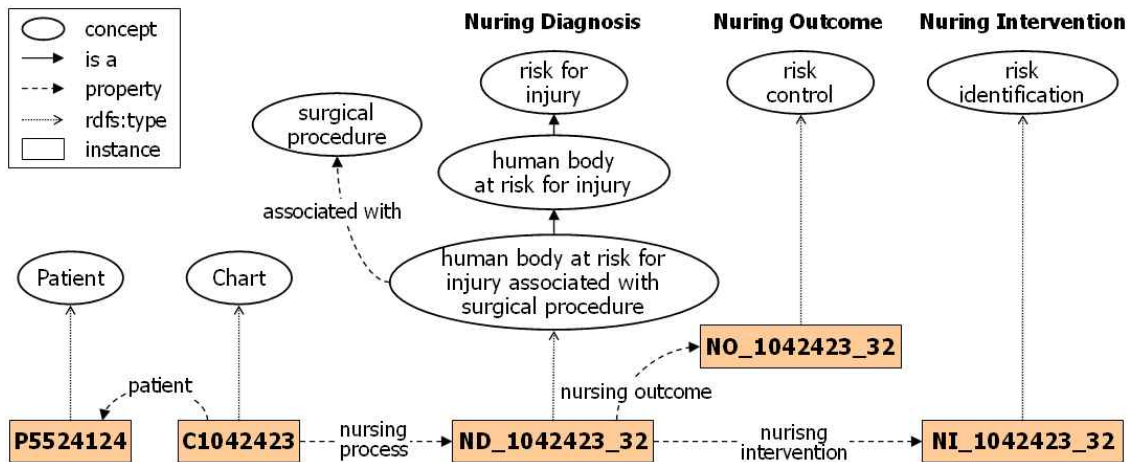 concept
is a
property
rdfs:type
instance
Nuring Diagnosis
Nuring Outcome
Nuring Intervention
risk for
injury
risk
control
risk
identification
surgical
procedure
human body
at risk for injury
associated with
human body at risk for
injury associated with
surgical procedure
Patient
Chart
NO_1042423_32
patient
nursing outcome
P5524124
C1042423
nursing
process
ND_1042423_32
nurisng
intervention
NI_1042423_32